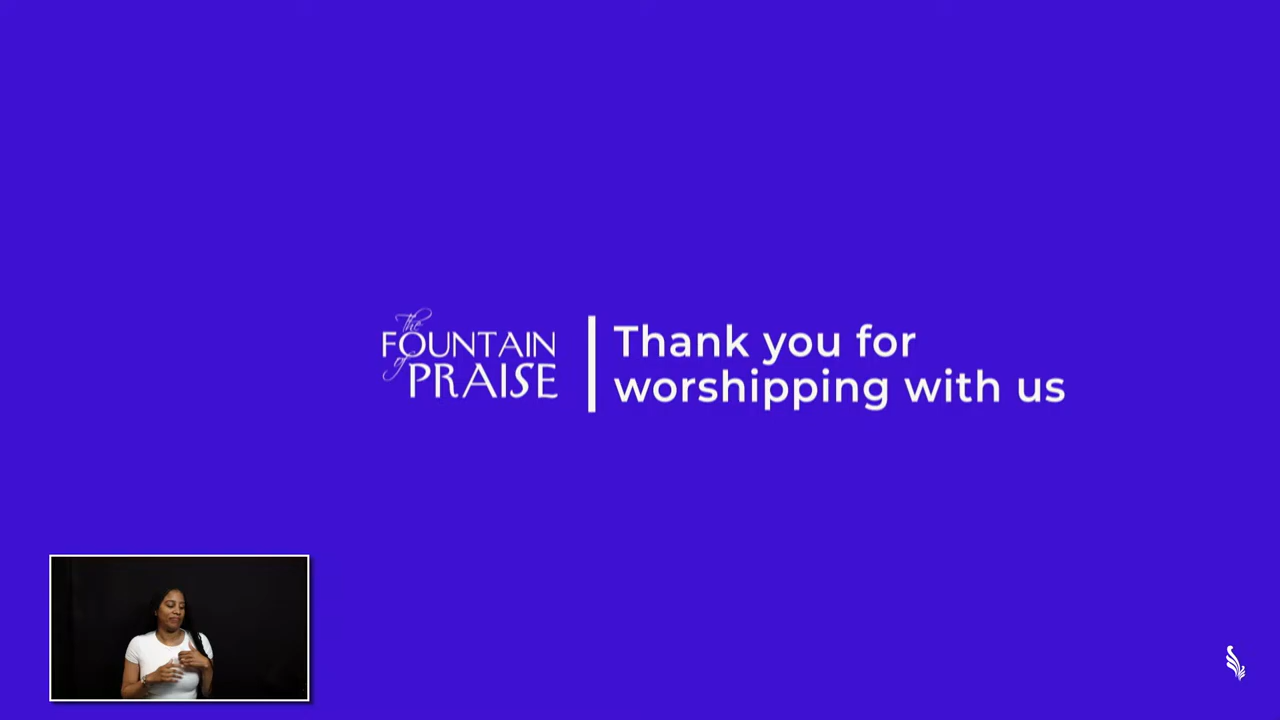 The
FOUNTAIN
of
PRAISE
Thank you for
worshipping with us